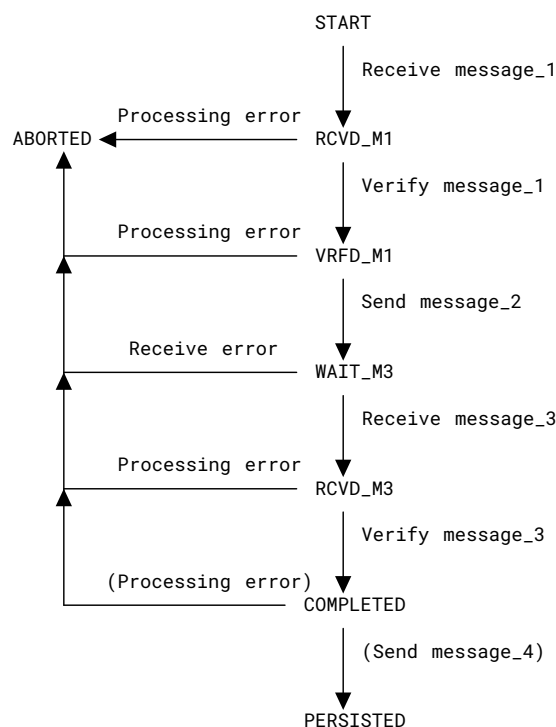 START
Receive message_1
Processing error
ABORTED
RCVD_M1
Verify message_1
Processing error
VRFD_M1
Send message_2
Receive error
WAIT_M3
Receive message_3
Processing error
RCVD_M3
Verify message_3
(Processing error)
COMPLETED
(Send message_4)
PERSISTED